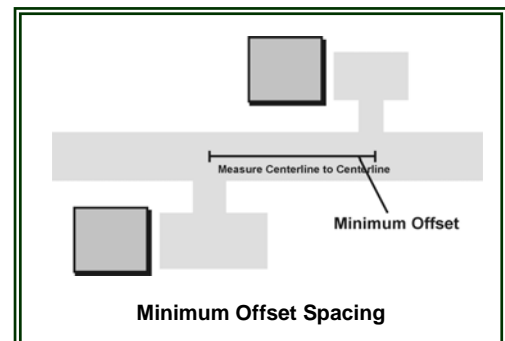 Measure Centerline to Centerline
Minimum Offset
Minimum Offset Spacing